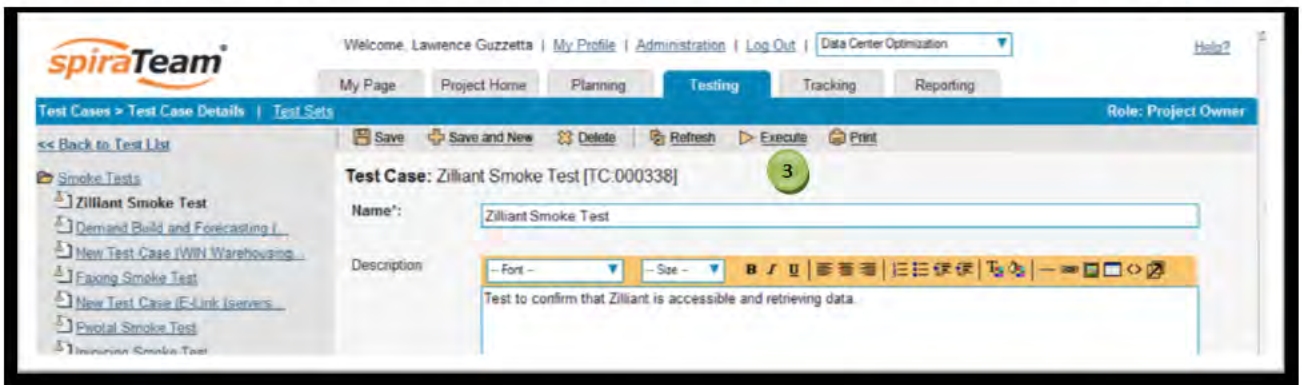 spiraTeam
Welcome, Lawrence Guzzetta | My Profile | Administration | Log Out | Data Center Optimization
Help?
My Page Project Home Planning Testing Tracking Reporting
Test Cases > Test Case Details | Test Sets
Role: Project Owner
<< Back to Test List
Save Save and New Delete Refresh Execute Print
Smoke Tests
Zilliant Smoke Test
Demand Build and Forecasting (...
New Test Case (WIN Warehousing...
Faxing Smoke Test
New Test Case (E-Link (servers...
Pivotal Smoke Test
Invoicing Smoke Test
Test Case: Zilliant Smoke Test [TC:000338]
3
Name*: Zilliant Smoke Test
Description
-- Font -- -- Size -- B I U
Test to confirm that Zilliant is accessible and retrieving data.